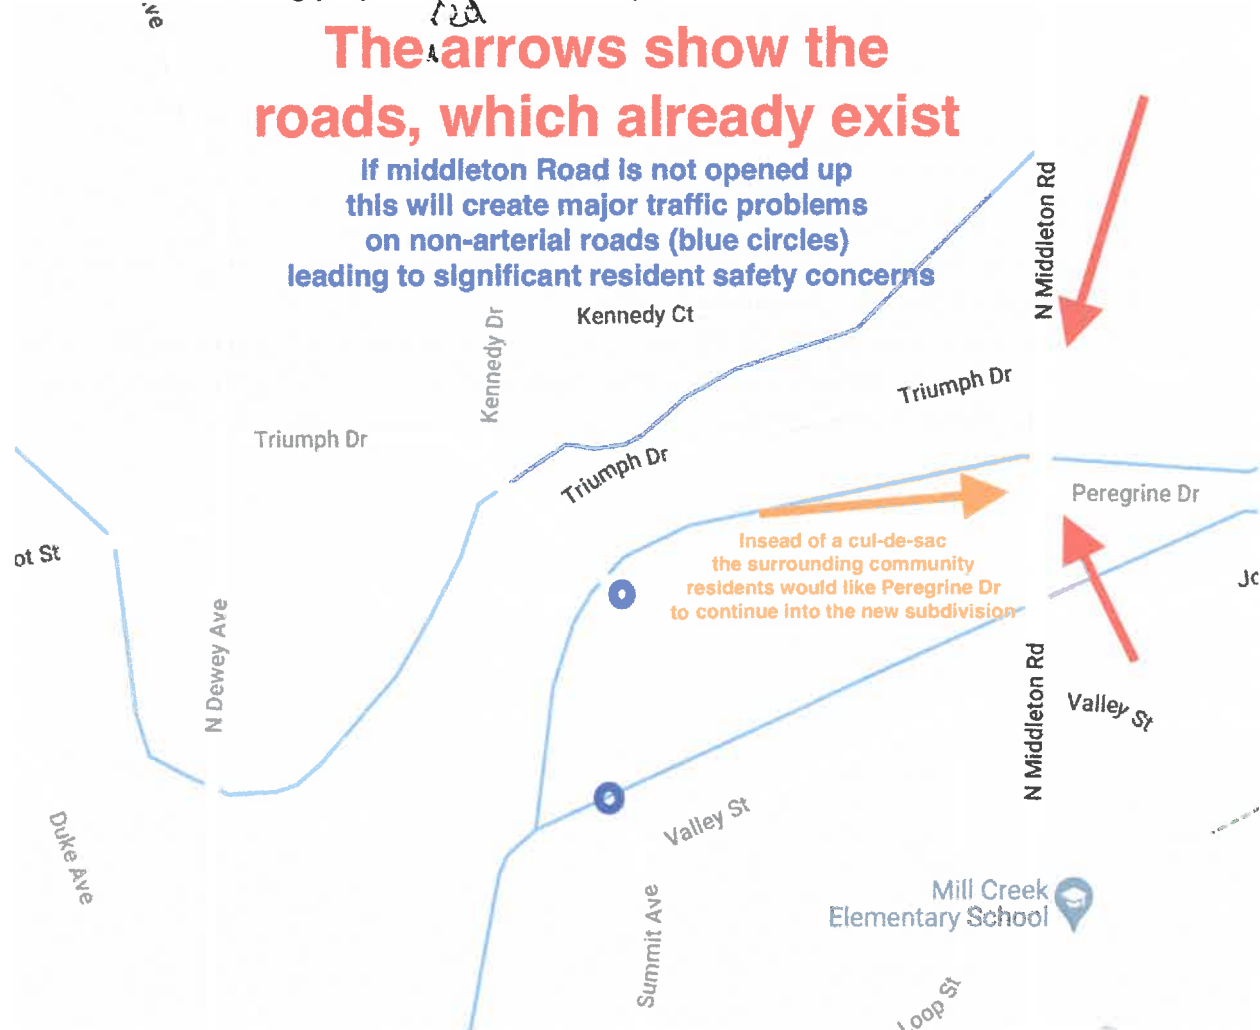 ve
red
The arrows show the
roads, which already exist
If middleton Road is not opened up
this will create major traffic problems
on non-arterial roads (blue circles)
leading to significant resident safety concerns
N Middleton Rd
Kennedy Ct
Kennedy Dr
Triumph Dr
Triumph Dr
Triumph Dr
Peregrine Dr
Insead of a cul-de-sac
the surrounding community
residents would like Peregrine Dr
to continue into the new subdivision
ot St
Jc
N Dewey Ave
N Middleton Rd
Valley St
Valley St
Duke Ave
Mill Creek
Elementary School
Summit Ave
Loop St